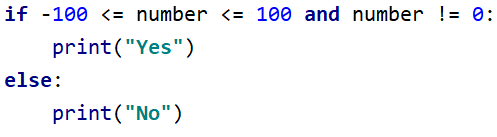 if -100 <= number <= 100 and number != 0:
    print("Yes")
else:
    print("No")